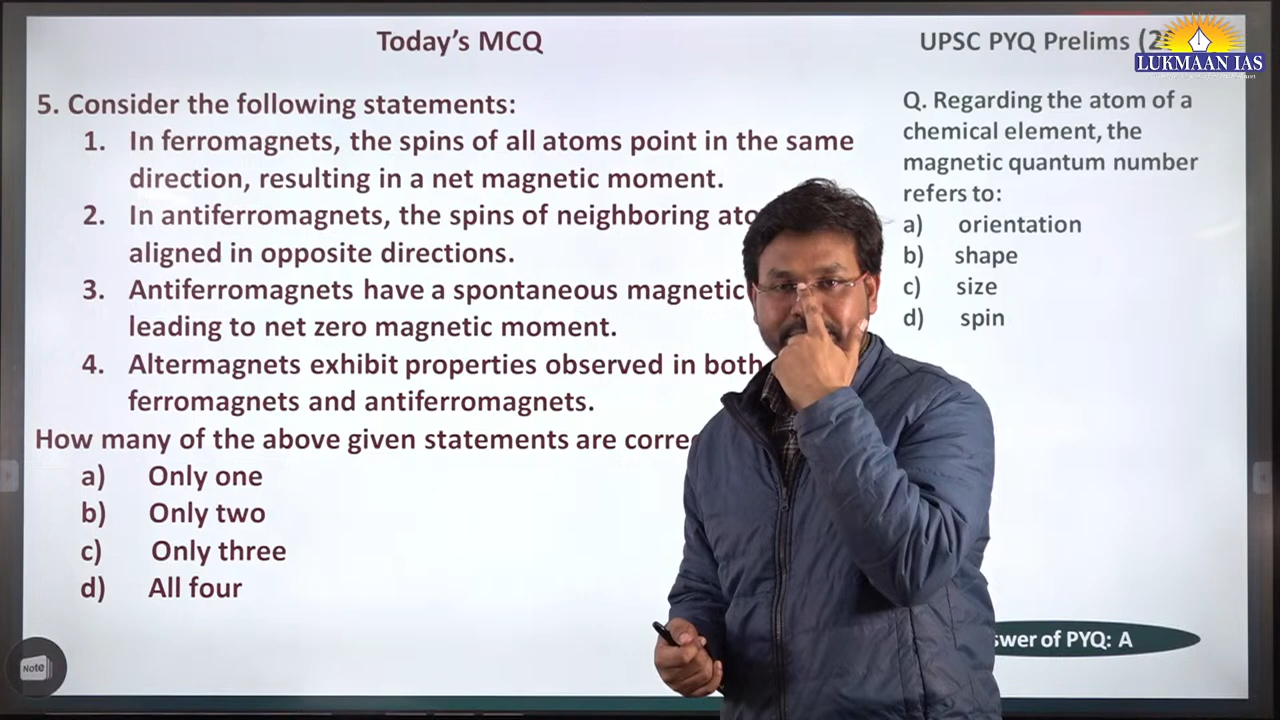 Today's MCQ
UPSC PYQ Prelims
LUKMAAN IAS
5. Consider the following statements:
1. In ferromagnets, the spins of all atoms point in the same
direction, resulting in a net magnetic moment.
2. In antiferromagnets, the spins of neighboring
aligned in opposite directions.
3. Antiferromagnets have a spontaneous magnetic
leading to net zero magnetic moment.
4. Altermagnets exhibit properties observed in both
ferromagnets and antiferromagnets.
How many of the above given statements are
a) Only one
b) Only two
c) Only three
d) All four
Q. Regarding the atom of a
chemical element, the
magnetic quantum number
refers to:
a) orientation
b) shape
c) size
d) spin
of PYQ: A
Note